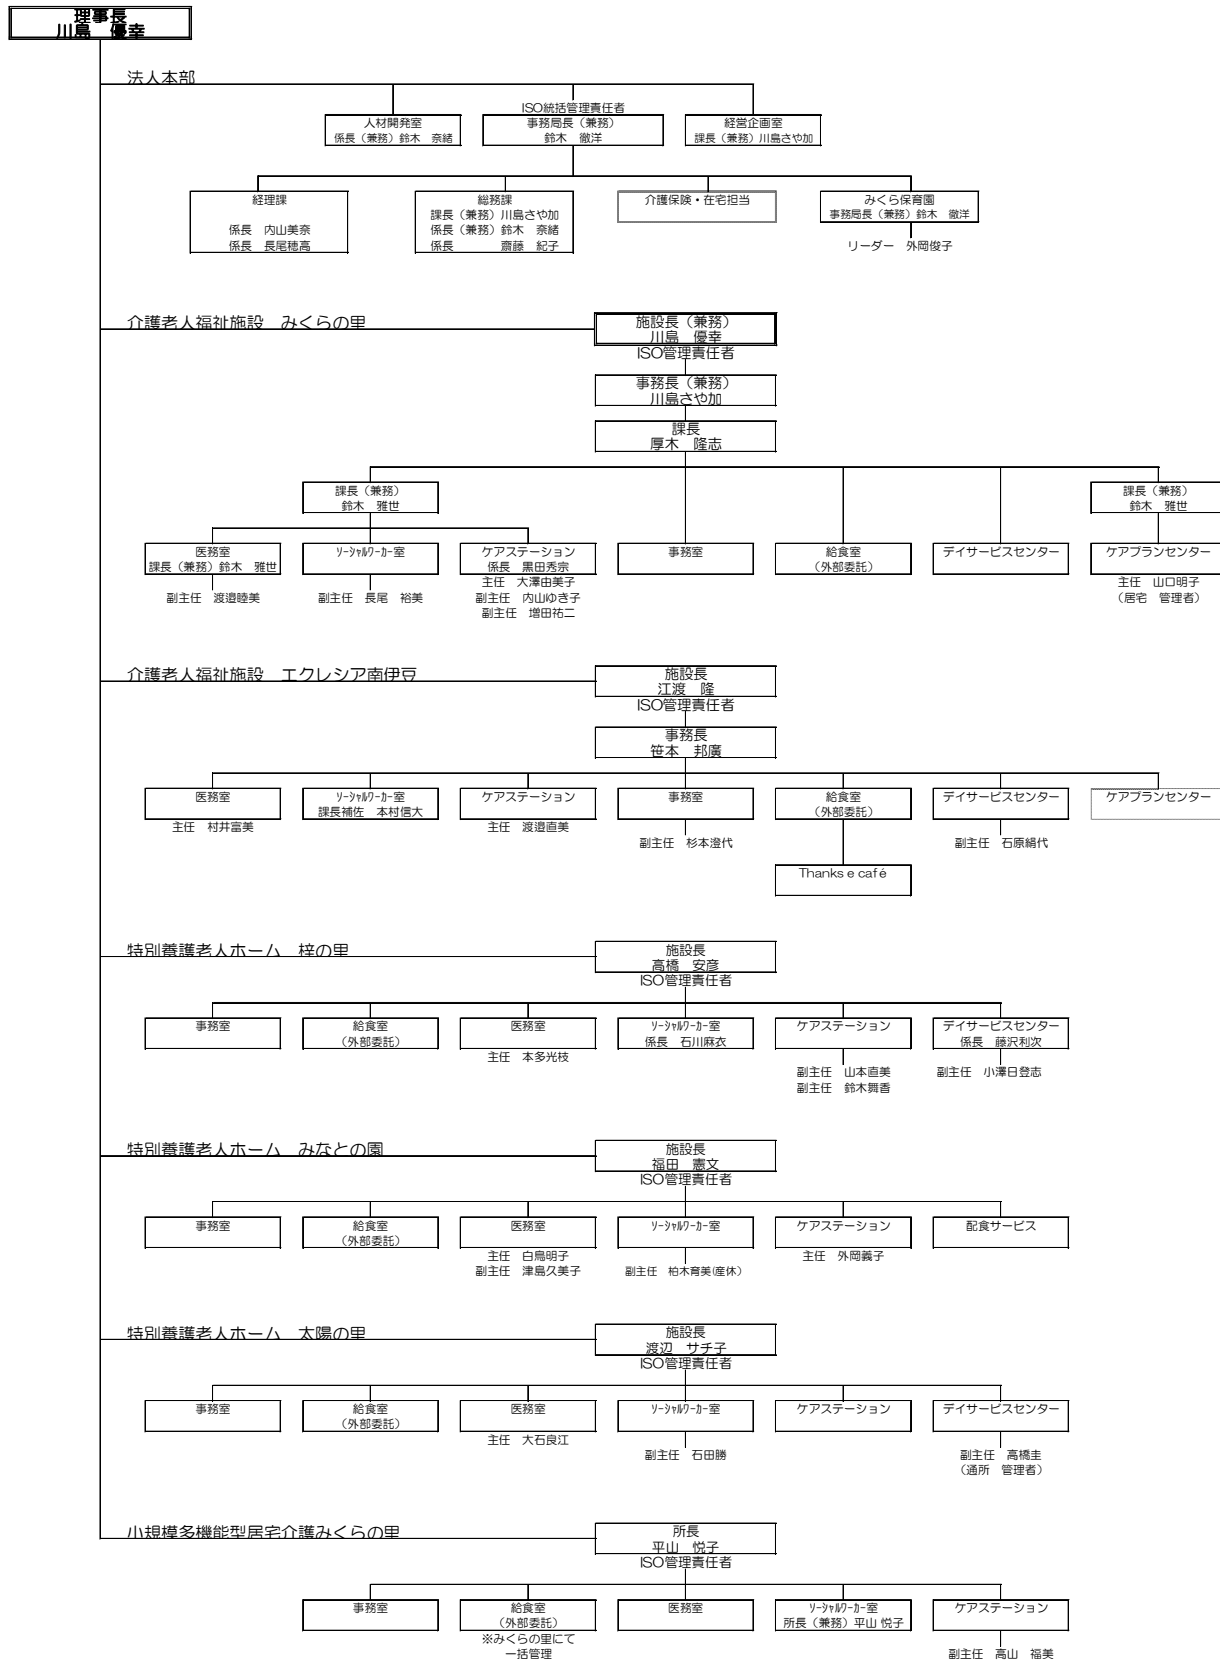 理事長
川島　優幸
法人本部
人材開発室
係長（兼務）鈴木　奈緒
ISO統括管理責任者
事務局長（兼務）
鈴木　徹洋
経営企画室
課長（兼務）川島さや加
経理課
係長　内山美奈
係長　長尾穂高
総務課
課長（兼務）川島さや加
係長（兼務）鈴木　奈緒
係長　　　　齋藤　紀子
介護保険・在宅担当
みくら保育園
事務局長（兼務）鈴木　徹洋
リーダー　外岡俊子
介護老人福祉施設　みくらの里
施設長（兼務）
川島　優幸
ISO管理責任者
事務長（兼務）
川島さや加
課長
厚木　隆志
課長（兼務）
鈴木　雅世
課長（兼務）
鈴木　雅世
医務室
課長（兼務）鈴木　雅世
副主任　渡邉睦美
ｿｰｼｬﾙﾜｰｶｰ室
副主任　長尾　裕美
ケアステーション
係長　黒田秀宗
主任　大澤由美子
副主任　内山ゆき子
副主任　増田祐二
事務室
給食室
（外部委託）
デイサービスセンター
ケアプランセンター
主任　山口明子
（居宅　管理者）
介護老人福祉施設　エクレシア南伊豆
施設長
江渡　隆
ISO管理責任者
事務長
笹本　邦廣
医務室
主任　村井富美
ｿｰｼｬﾙﾜｰｶｰ室
課長補佐　本村信大
ケアステーション
主任　渡邉直美
事務室
副主任　杉本澄代
給食室
（外部委託）
Thanks e café
デイサービスセンター
副主任　石原絹代
ケアプランセンター
特別養護老人ホーム　梓の里
施設長
高橋　安彦
ISO管理責任者
事務室
給食室
（外部委託）
医務室
主任　本多光枝
ｿｰｼｬﾙﾜｰｶｰ室
係長　石川麻衣
ケアステーション
副主任　山本直美
副主任　鈴木舞香
デイサービスセンター
係長　藤沢利次
副主任　小澤日登志
特別養護老人ホーム　みなとの園
施設長
福田　憲文
ISO管理責任者
事務室
給食室
（外部委託）
医務室
主任　白鳥明子
副主任　津島久美子
ｿｰｼｬﾙﾜｰｶｰ室
副主任　柏木育美(産休）
ケアステーション
主任　外岡義子
配食サービス
特別養護老人ホーム　太陽の里
施設長
渡辺　サチ子
ISO管理責任者
事務室
給食室
（外部委託）
医務室
主任　大石良江
ｿｰｼｬﾙﾜｰｶｰ室
副主任　石田勝
ケアステーション
デイサービスセンター
副主任　高橋圭
（通所　管理者）
小規模多機能型居宅介護みくらの里
所長
平山　悦子
ISO管理責任者
事務室
給食室
（外部委託）
※みくらの里にて
一括管理
医務室
ｿｰｼｬﾙﾜｰｶｰ室
所長（兼務）平山 悦子
ケアステーション
副主任　高山　福美